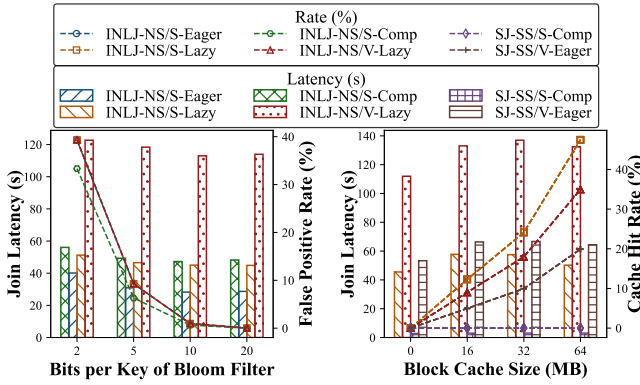 Rate (%)
INLJ-NS/S-Eager INLJ-NS/S-Comp SJ-SS/S-Comp
INLJ-NS/S-Lazy INLJ-NS/V-Lazy SJ-SS/V-Eager
Latency (s)
INLJ-NS/S-Eager INLJ-NS/S-Comp SJ-SS/S-Comp
INLJ-NS/S-Lazy INLJ-NS/V-Lazy SJ-SS/V-Eager
Join Latency (s)
120
100
80
60
40
20
0
2 5 10 20
Bits per Key of Bloom Filter
40
30
20
10
0
False Positive Rate (%)
Join Latency (s)
140
120
100
80
60
40
20
0
0 16 32 64
Block Cache Size (MB)
40
30
20
10
0
Cache Hit Rate (%)